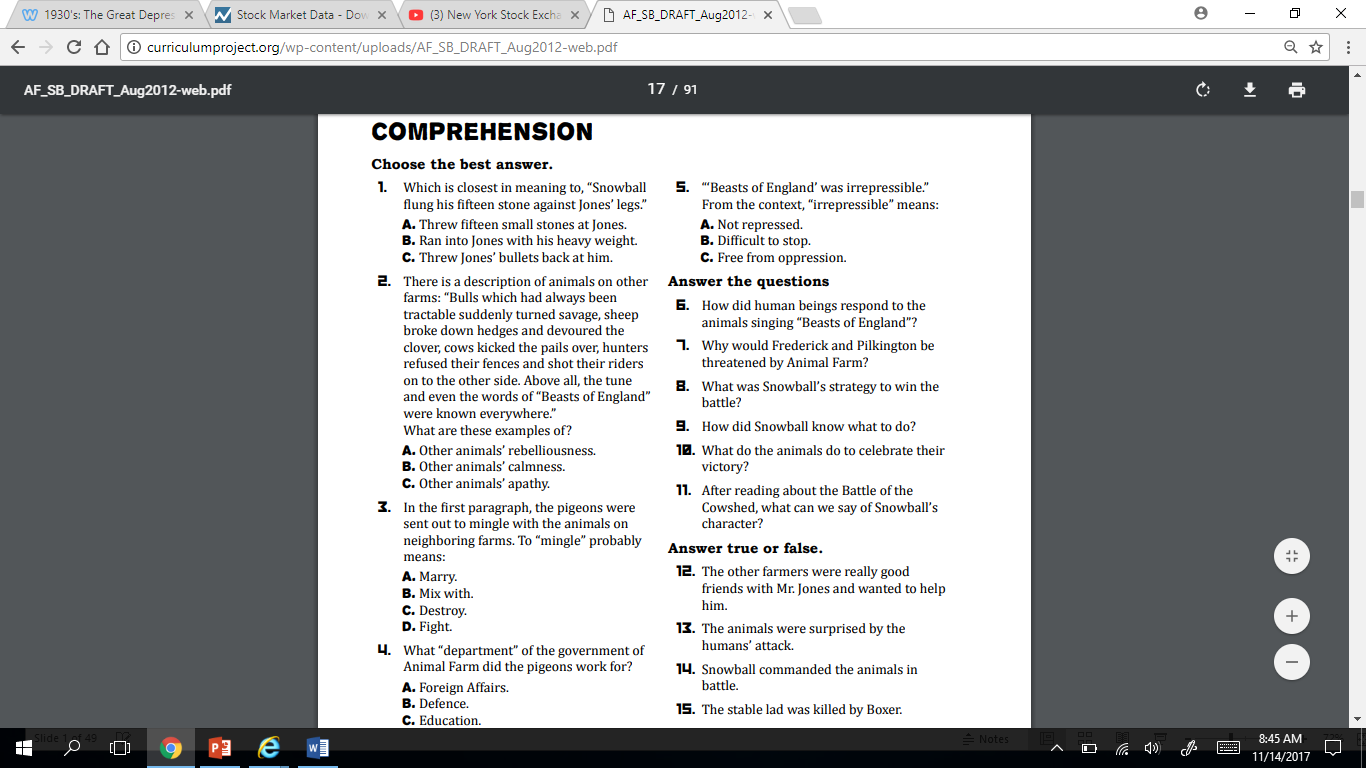 1930's: The Great Depres
Stock Market Data - Dow
(3) New York Stock Excha
AF_SB_DRAFT_Aug2012-
curriculumproject.org/wp-content/uploads/AF_SB_DRAFT_Aug2012-web.pdf
AF_SB_DRAFT_Aug2012-web.pdf
17 / 91
COMPREHENSION
Choose the best answer.
1. Which is closest in meaning to, “Snowball
flung his fifteen stone against Jones’ legs.”
A. Threw fifteen small stones at Jones.
B. Ran into Jones with his heavy weight.
C. Threw Jones’ bullets back at him.
2. There is a description of animals on other
farms: “Bulls which had always been
tractable suddenly turned savage, sheep
broke down hedges and devoured the
clover, cows kicked the pails over, hunters
refused their fences and shot their riders
on to the other side. Above all, the tune
and even the words of “Beasts of England”
were known everywhere.”
What are these examples of?
A. Other animals’ rebelliousness.
B. Other animals’ calmness.
C. Other animals’ apathy.
3. In the first paragraph, the pigeons were
sent out to mingle with the animals on
neighboring farms. To “mingle” probably
means:
A. Marry.
B. Mix with.
C. Destroy.
D. Fight.
4. What “department” of the government of
Animal Farm did the pigeons work for?
A. Foreign Affairs.
B. Defence.
C. Education.
5. “‘Beasts of England’ was irrepressible.”
From the context, “irrepressible” means:
A. Not repressed.
B. Difficult to stop.
C. Free from oppression.
Answer the questions
6. How did human beings respond to the
animals singing “Beasts of England”?
7. Why would Frederick and Pilkington be
threatened by Animal Farm?
8. What was Snowball’s strategy to win the
battle?
9. How did Snowball know what to do?
10. What do the animals do to celebrate their
victory?
11. After reading about the Battle of the
Cowshed, what can we say of Snowball’s
character?
Answer true or false.
12. The other farmers were really good
friends with Mr. Jones and wanted to help
him.
13. The animals were surprised by the
humans’ attack.
14. Snowball commanded the animals in
battle.
15. The stable lad was killed by Boxer.
Slide 1 of 49
Notes
8:45 AM
11/14/2017